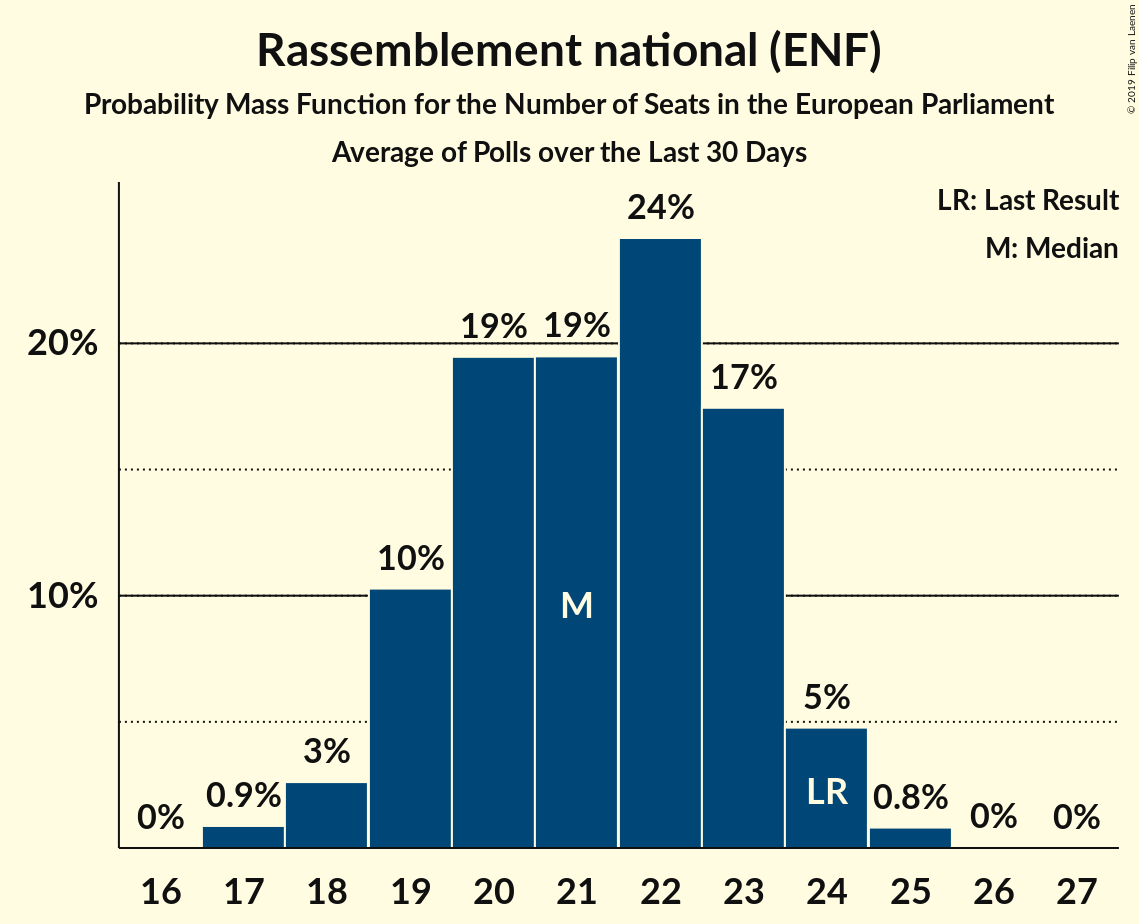 Rassemblement national (ENF)
Probability Mass Function for the Number of Seats in the European Parliament
Average of Polls over the Last 30 Days
© 2019 Filip van Laenen
LR: Last Result
M: Median
24%
19% 19%
20%
17%
10%
10%
M
5%
3%
LR
0% 0.9% 0.8% 0% 0%
16 17 18 19 20 21 22 23 24 25 26 27